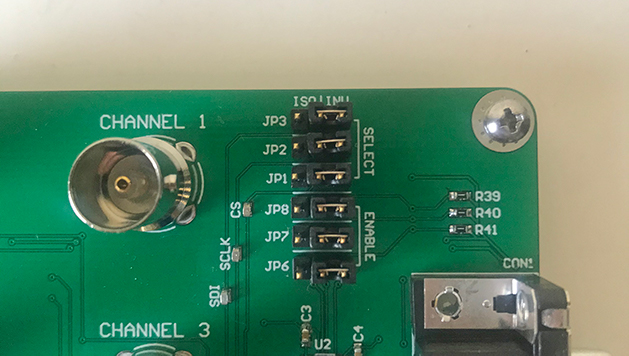 ISO|INU
CHANNEL 1
JP3
JP2
JP1
SELECT
JP8
JP7
JP6
ENABLE
CS
SCLK
SDI
R39
R40
R41
CON1
CHANNEL 3
C3
U2
C4